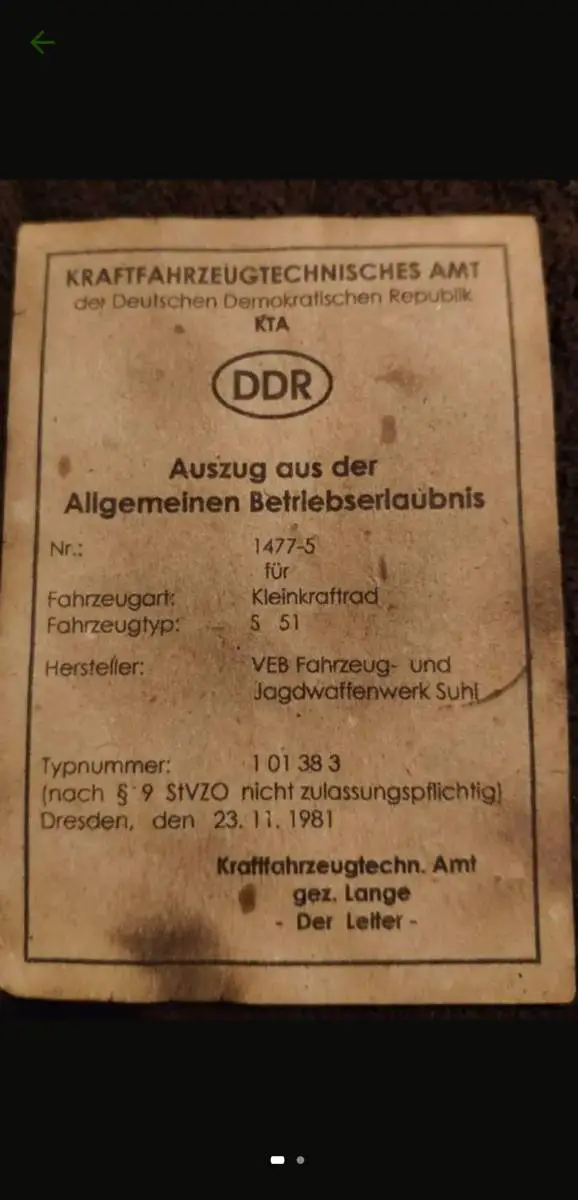 KRAFTFAHRZEUGTECHNISCHES AMT
der Deutschen Demokratischen Republik
KTA
DDR
Auszug aus der
Allgemeinen Betriebserlaubnis
Nr.: 1477-5
für
Fahrzeugart: Kleinkraftrad
Fahrzeugtyp: S 51
Hersteller: VEB Fahrzeug- und
Jagdwaffenwerk Suhl
Typnummer: 1 01 38 3
(nach § 9 StVZO nicht zulassungspflichtig)
Dresden, den 23. 11. 1981
Kraftfahrzeugtechn. Amt
gez. Lange
- Der Leiter -